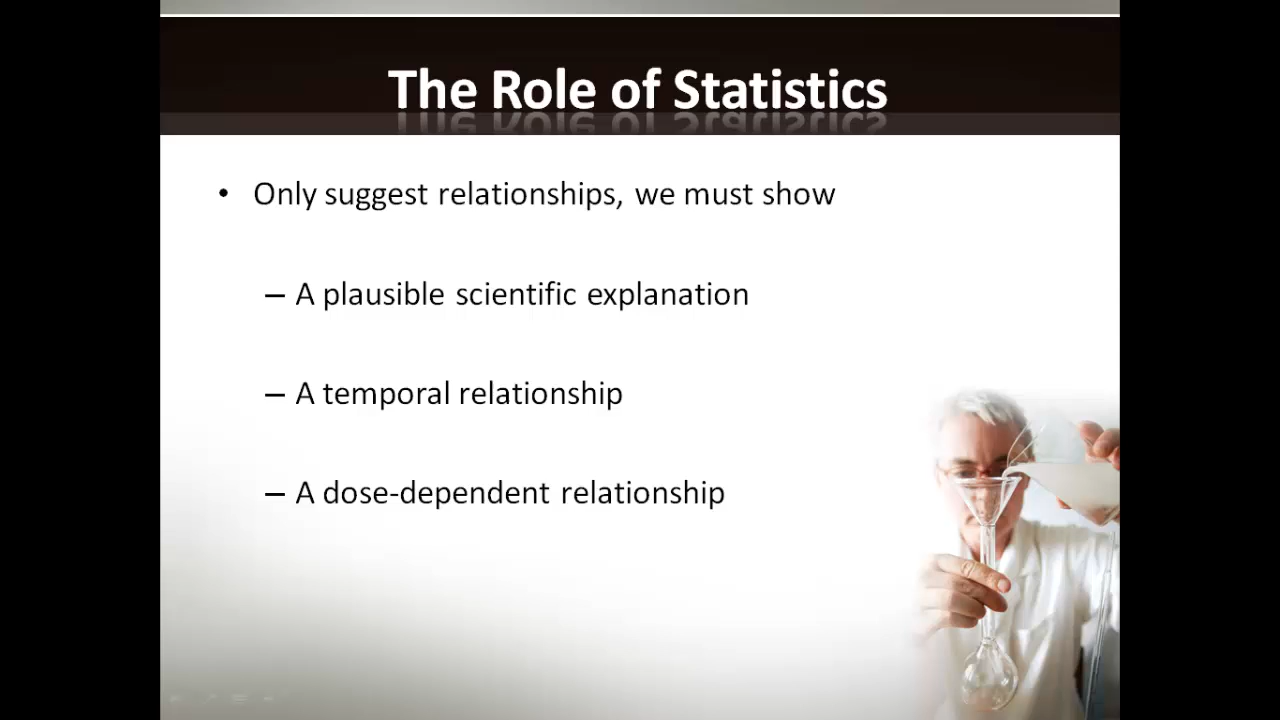 The Role of Statistics
• Only suggest relationships, we must show
– A plausible scientific explanation
– A temporal relationship
– A dose-dependent relationship